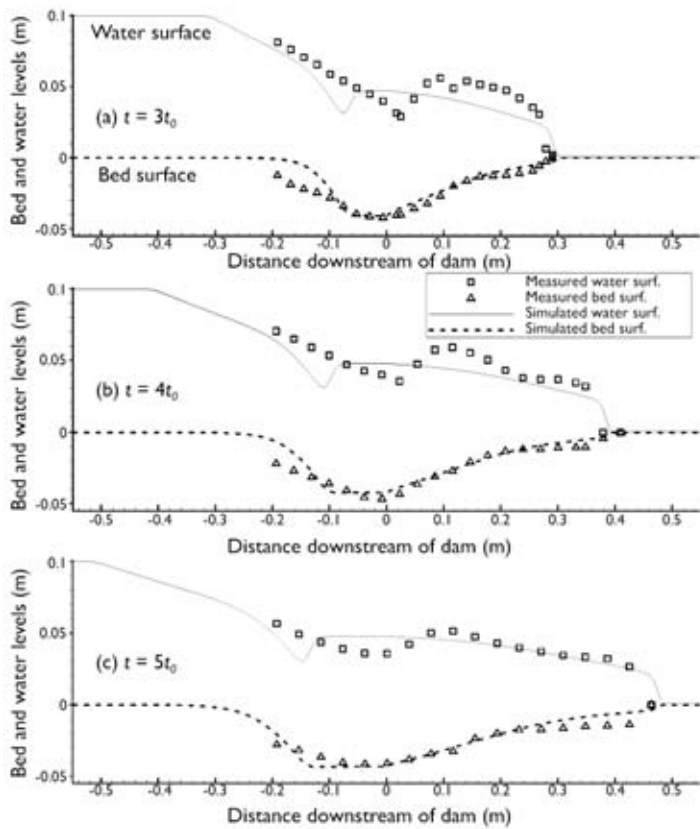 0.1
Water surface
0.05
(a) t = 3t₀
0
Bed surface
-0.05
Bed and water levels (m)
-0.5 -0.4 -0.3 -0.2 -0.1 0 0.1 0.2 0.3 0.4 0.5
Distance downstream of dam (m)
Measured water surf.
Measured bed surf.
Simulated water surf.
Simulated bed surf.
0.1
0.05
(b) t = 4t₀
0
-0.05
Bed and water levels (m)
-0.5 -0.4 -0.3 -0.2 -0.1 0 0.1 0.2 0.3 0.4 0.5
Distance downstream of dam (m)
0.1
0.05
(c) t = 5t₀
0
-0.05
Bed and water levels (m)
-0.5 -0.4 -0.3 -0.2 -0.1 0 0.1 0.2 0.3 0.4 0.5
Distance downstream of dam (m)